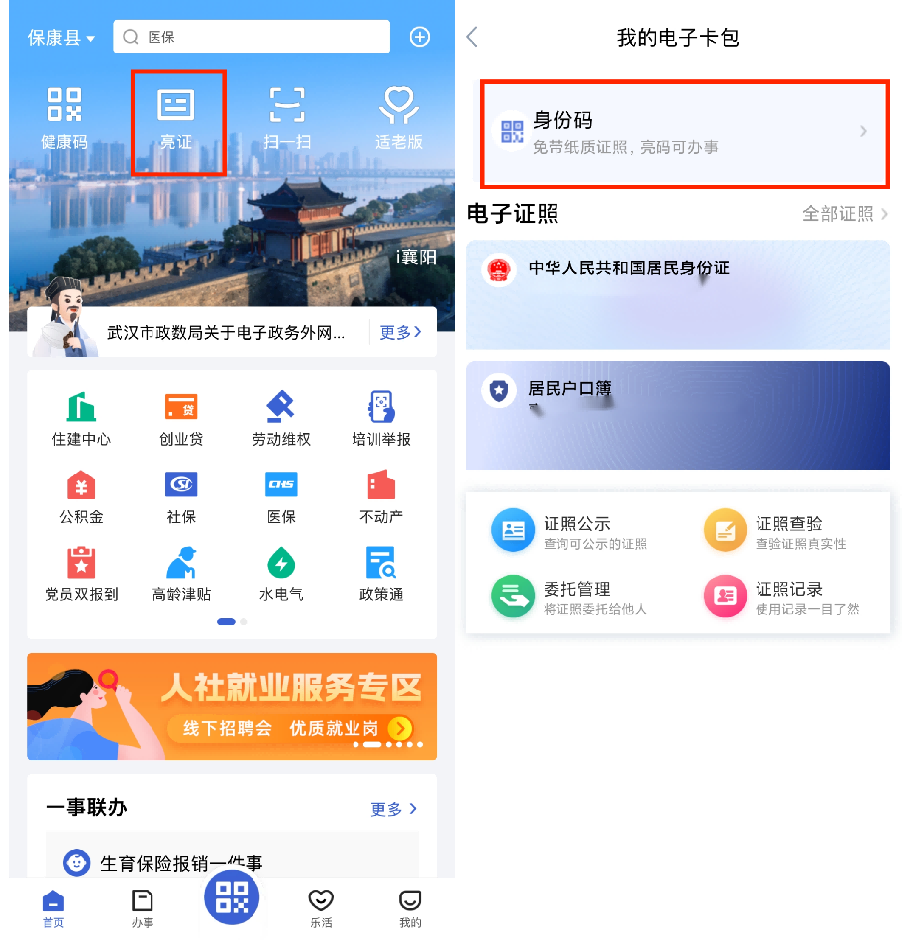 保康县
医保
健康码
亮证
扫一扫
适老版
i襄阳
武汉市政数局关于电子政务外网...
更多
住建中心
创业贷
劳动维权
培训举报
公积金
社保
医保
不动产
党员双报到
高龄津贴
水电气
政策通
贷
CHS
人社就业服务专区
线下招聘会 优质就业岗
一事联办
更多
生育保险报销一件事
首页
办事
乐活
我的
我的电子卡包
身份码
免带纸质证照，亮码可办事
电子证照
全部证照
中华人民共和国居民身份证
居民户口簿
证照公示
查询可公示的证照
证照查验
查验证照真实性
委托管理
将证照委托给他人
证照记录
使用记录一目了然